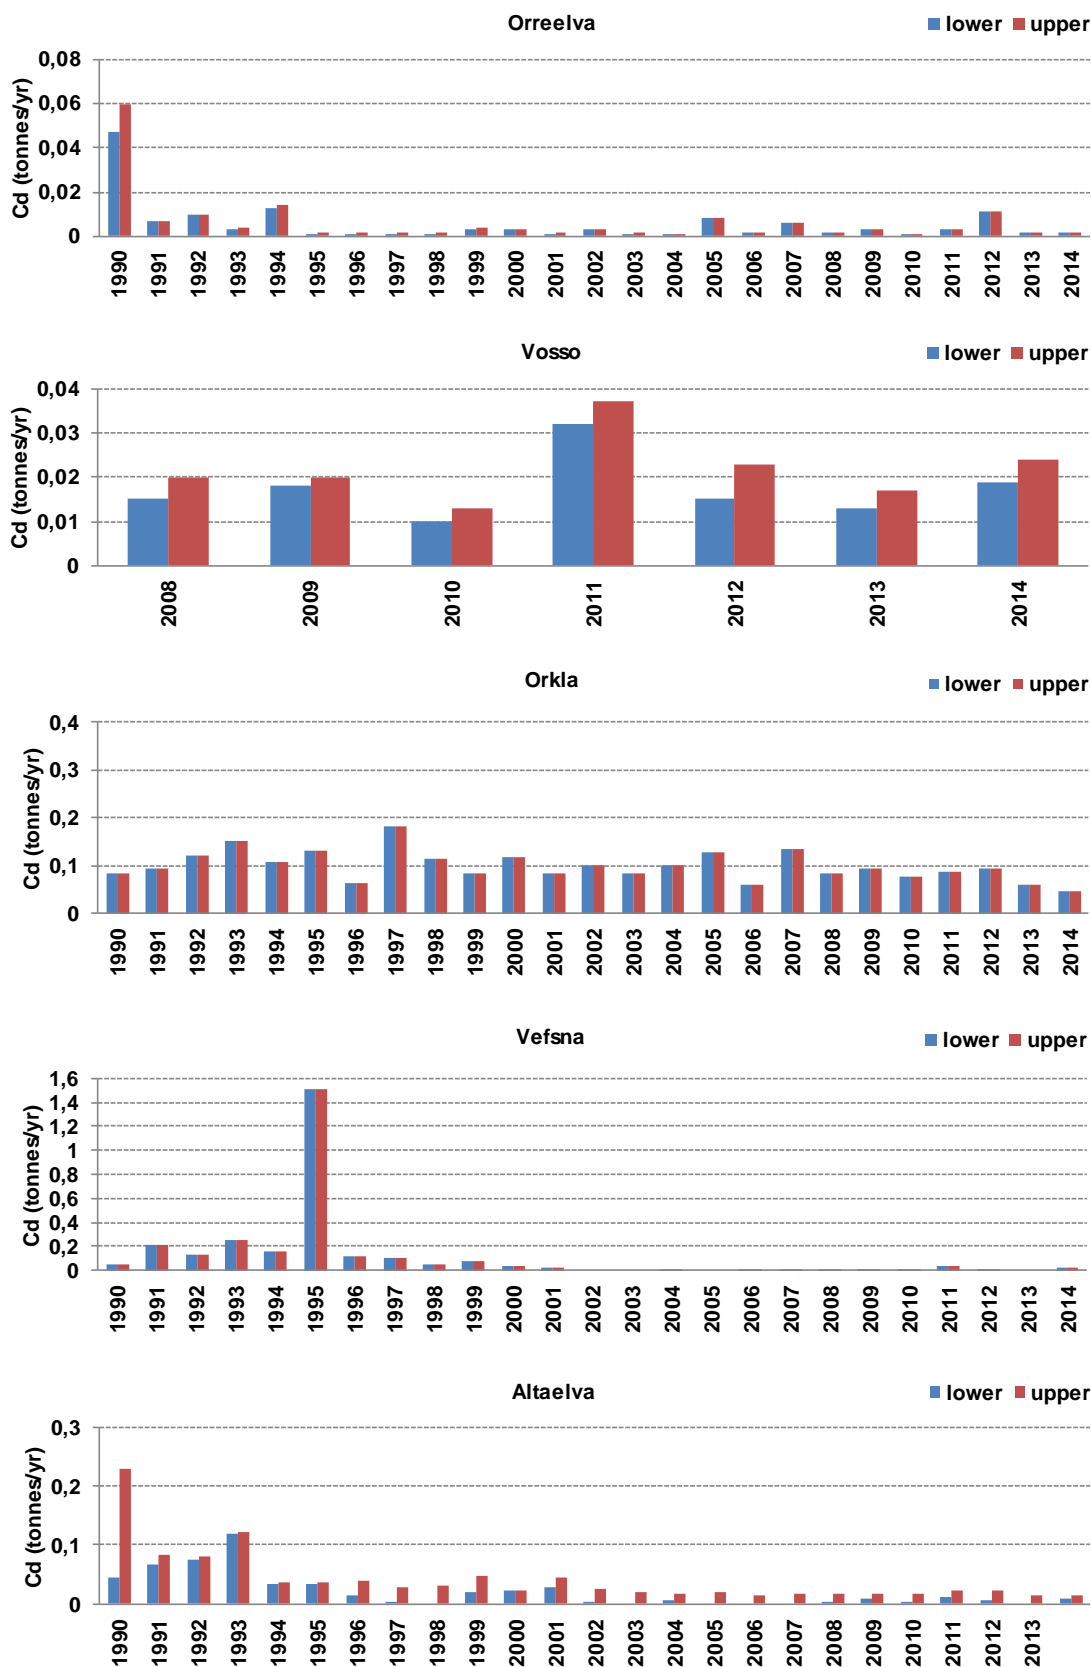 Orreelva
lower upper
Cd (tonnes/yr)
0,08
0,06
0,04
0,02
0
1990 1991 1992 1993 1994 1995 1996 1997 1998 1999 2000 2001 2002 2003 2004 2005 2006 2007 2008 2009 2010 2011 2012 2013 2014
Vosso
lower upper
Cd (tonnes/yr)
0,04
0,03
0,02
0,01
0
2008 2009 2010 2011 2012 2013 2014
Orkla
lower upper
Cd (tonnes/yr)
0,4
0,3
0,2
0,1
0
1990 1991 1992 1993 1994 1995 1996 1997 1998 1999 2000 2001 2002 2003 2004 2005 2006 2007 2008 2009 2010 2011 2012 2013 2014
Vefsna
lower upper
Cd (tonnes/yr)
1,6
1,4
1,2
1
0,8
0,6
0,4
0,2
0
1990 1991 1992 1993 1994 1995 1996 1997 1998 1999 2000 2001 2002 2003 2004 2005 2006 2007 2008 2009 2010 2011 2012 2013 2014
Altaelva
lower upper
Cd (tonnes/yr)
0,3
0,2
0,1
0
1990 1991 1992 1993 1994 1995 1996 1997 1998 1999 2000 2001 2002 2003 2004 2005 2006 2007 2008 2009 2010 2011 2012 2013